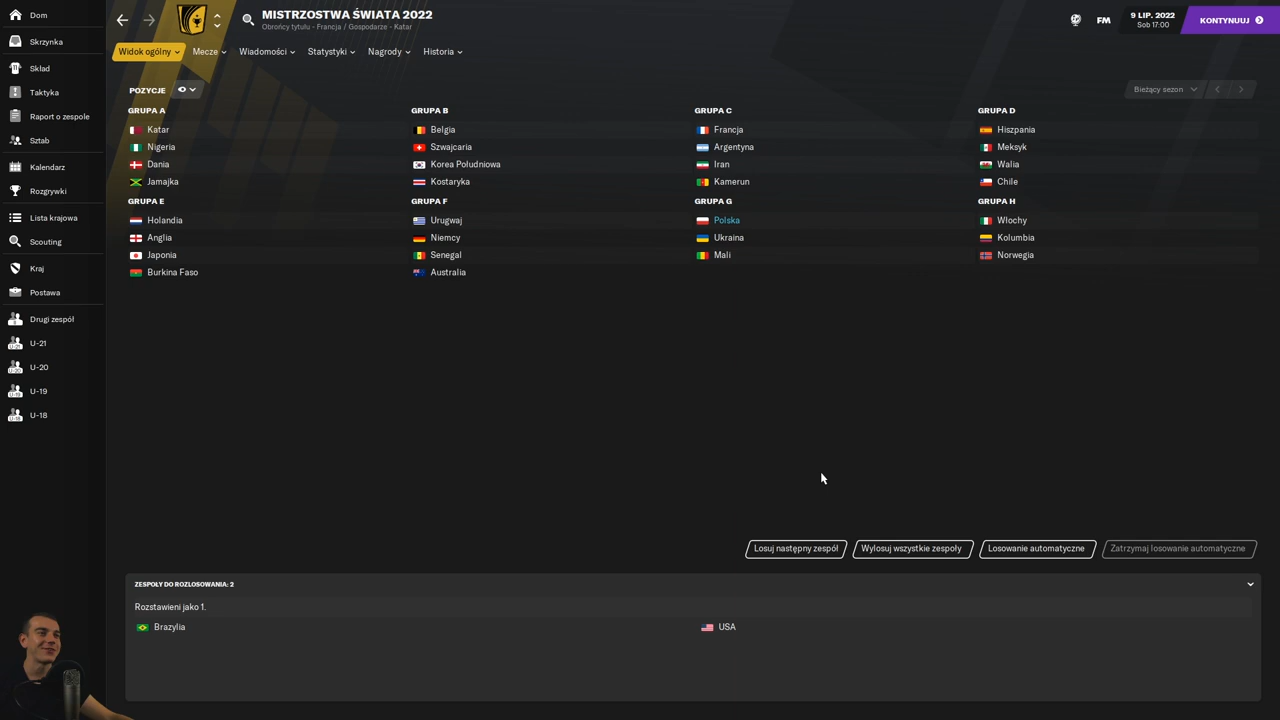 Dom
Skrzynka
Skład
Taktyka
Raport o zespole
Sztab
Kalendarz
Rozgrywki
Lista krajowa
Scouting
Kraj
Postawa
Drugi zespół
U-21
U-20
U-19
U-18
MISTRZOSTWA ŚWIATA 2022
Obrońcy tytułu - Francja / Gospodarze - Katar
FM
9 LIP. 2022
Sob 17:00
KONTYNUUJ
Widok ogólny
Mecze
Wiadomości
Statystyki
Nagrody
Historia
POZYCJE
Bieżący sezon
GRUPA A
Katar
Nigeria
Dania
Jamajka
GRUPA B
Belgia
Szwajcaria
Korea Południowa
Kostaryka
GRUPA C
Francja
Argentyna
Iran
Kamerun
GRUPA D
Hiszpania
Meksyk
Walia
Chile
GRUPA E
Holandia
Anglia
Japonia
Burkina Faso
GRUPA F
Urugwaj
Niemcy
Senegal
Australia
GRUPA G
Polska
Ukraina
Mali
GRUPA H
Włochy
Kolumbia
Norwegia
Losuj następny zespół
Wylosuj wszystkie zespoły
Losowanie automatyczne
Zatrzymaj losowanie automatyczne
ZESPOŁY DO ROZLOSOWANIA: 2
Rozstawieni jako 1.
Brazylia
USA